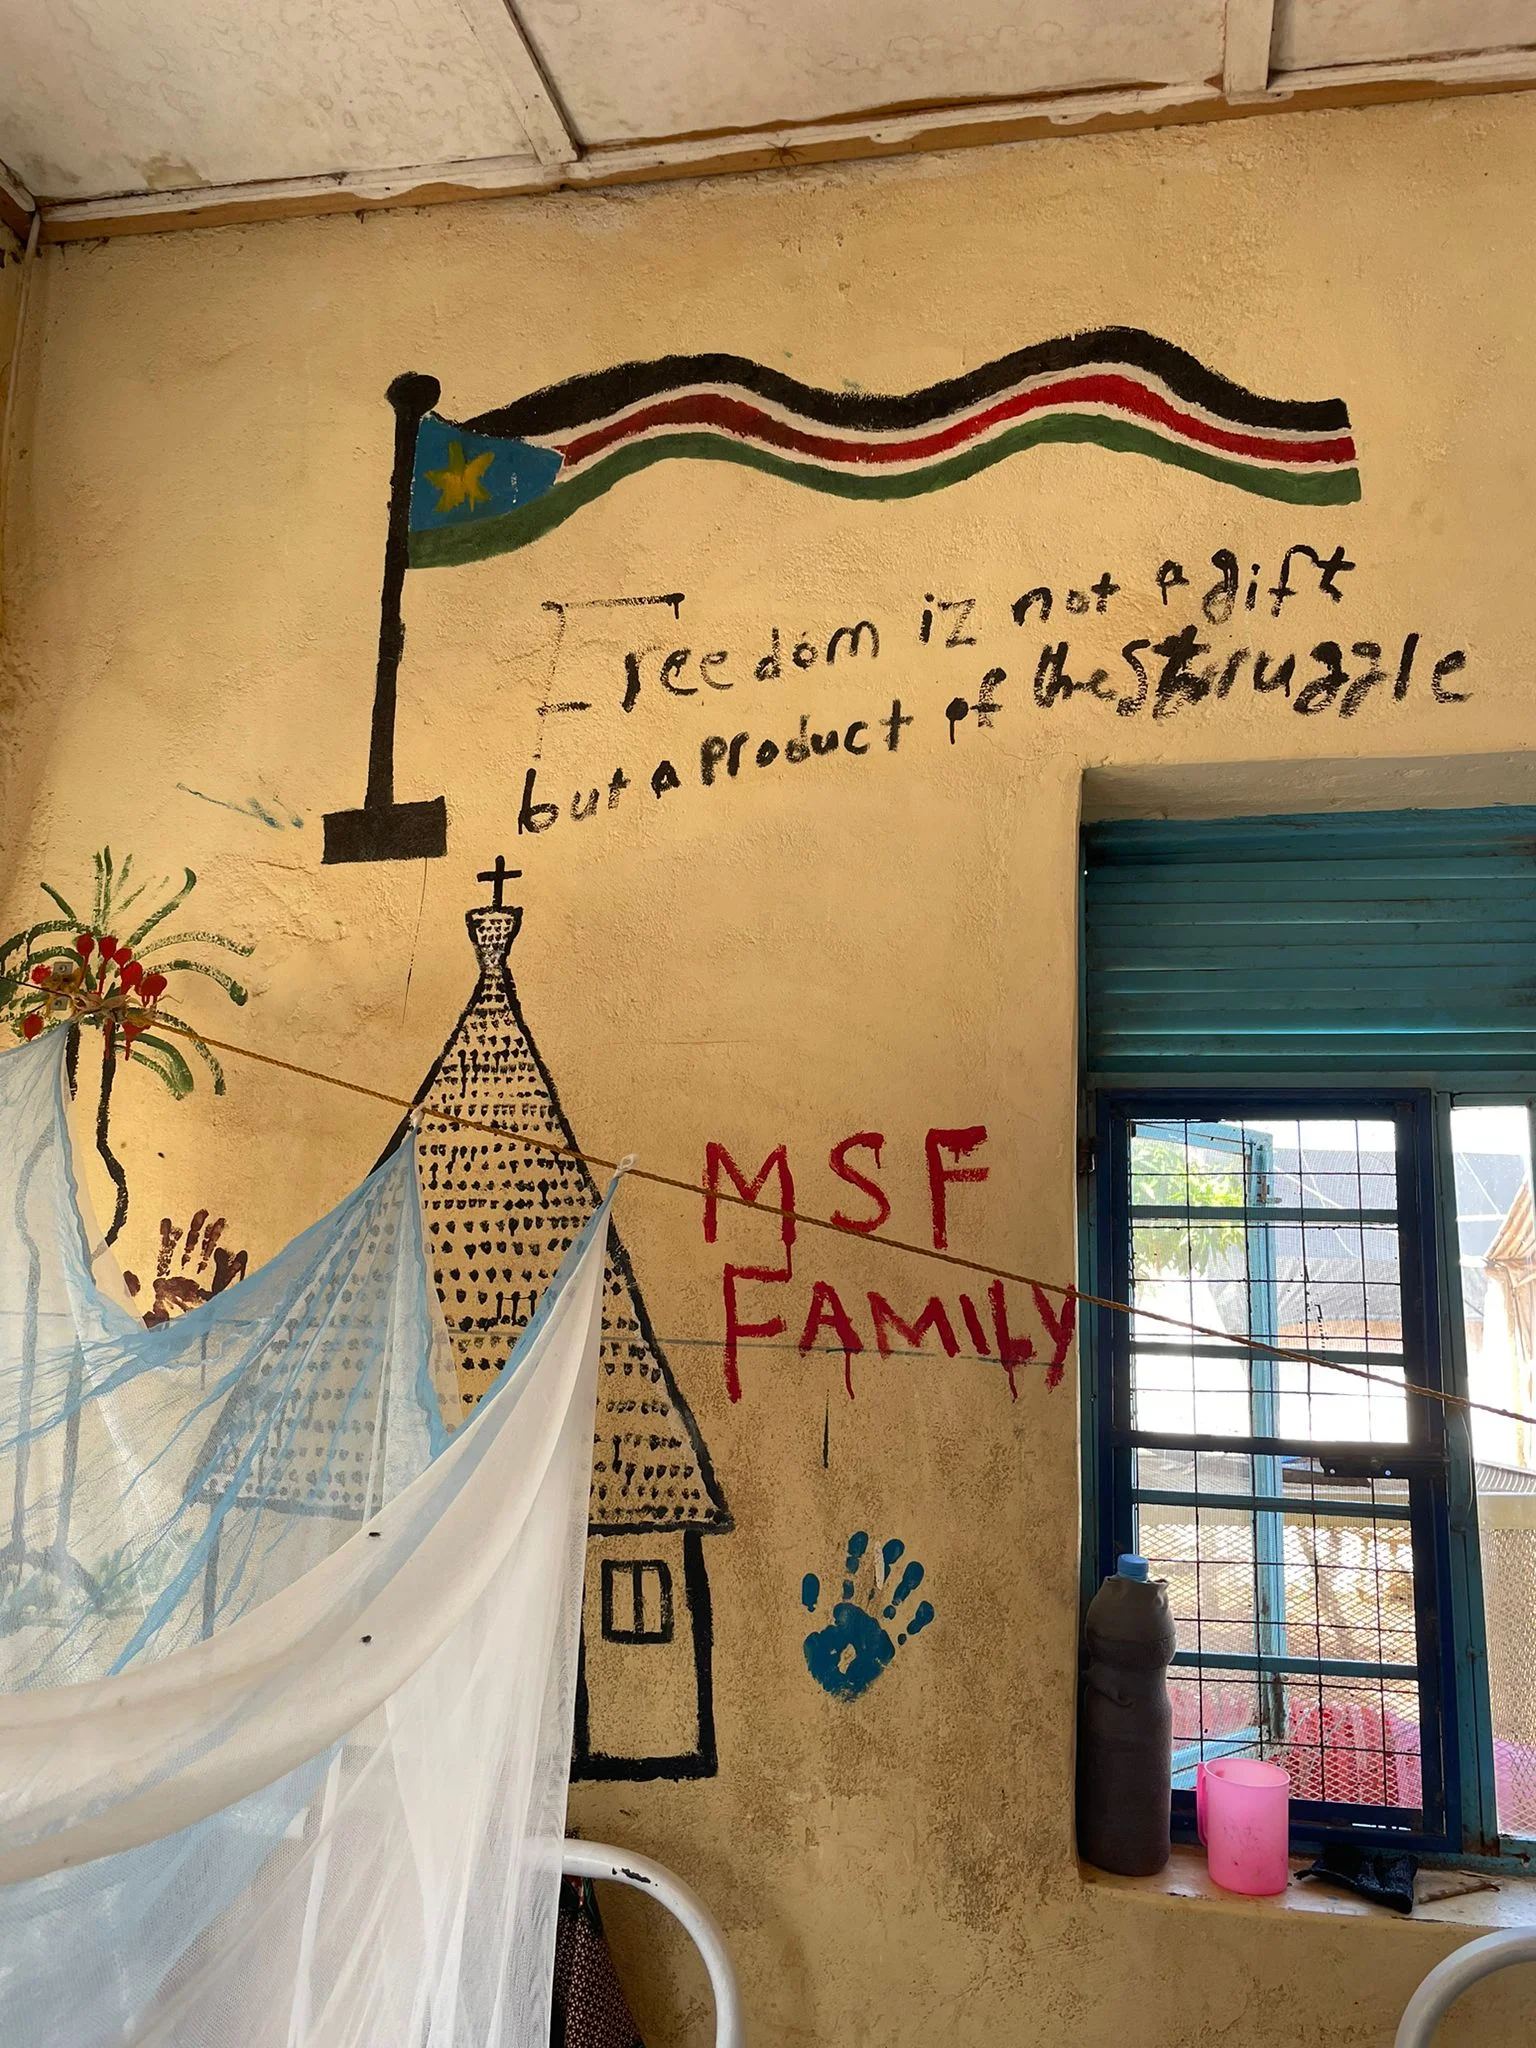 Freedom iz not a gift
but a product of the struggle
MSF
FAMILY